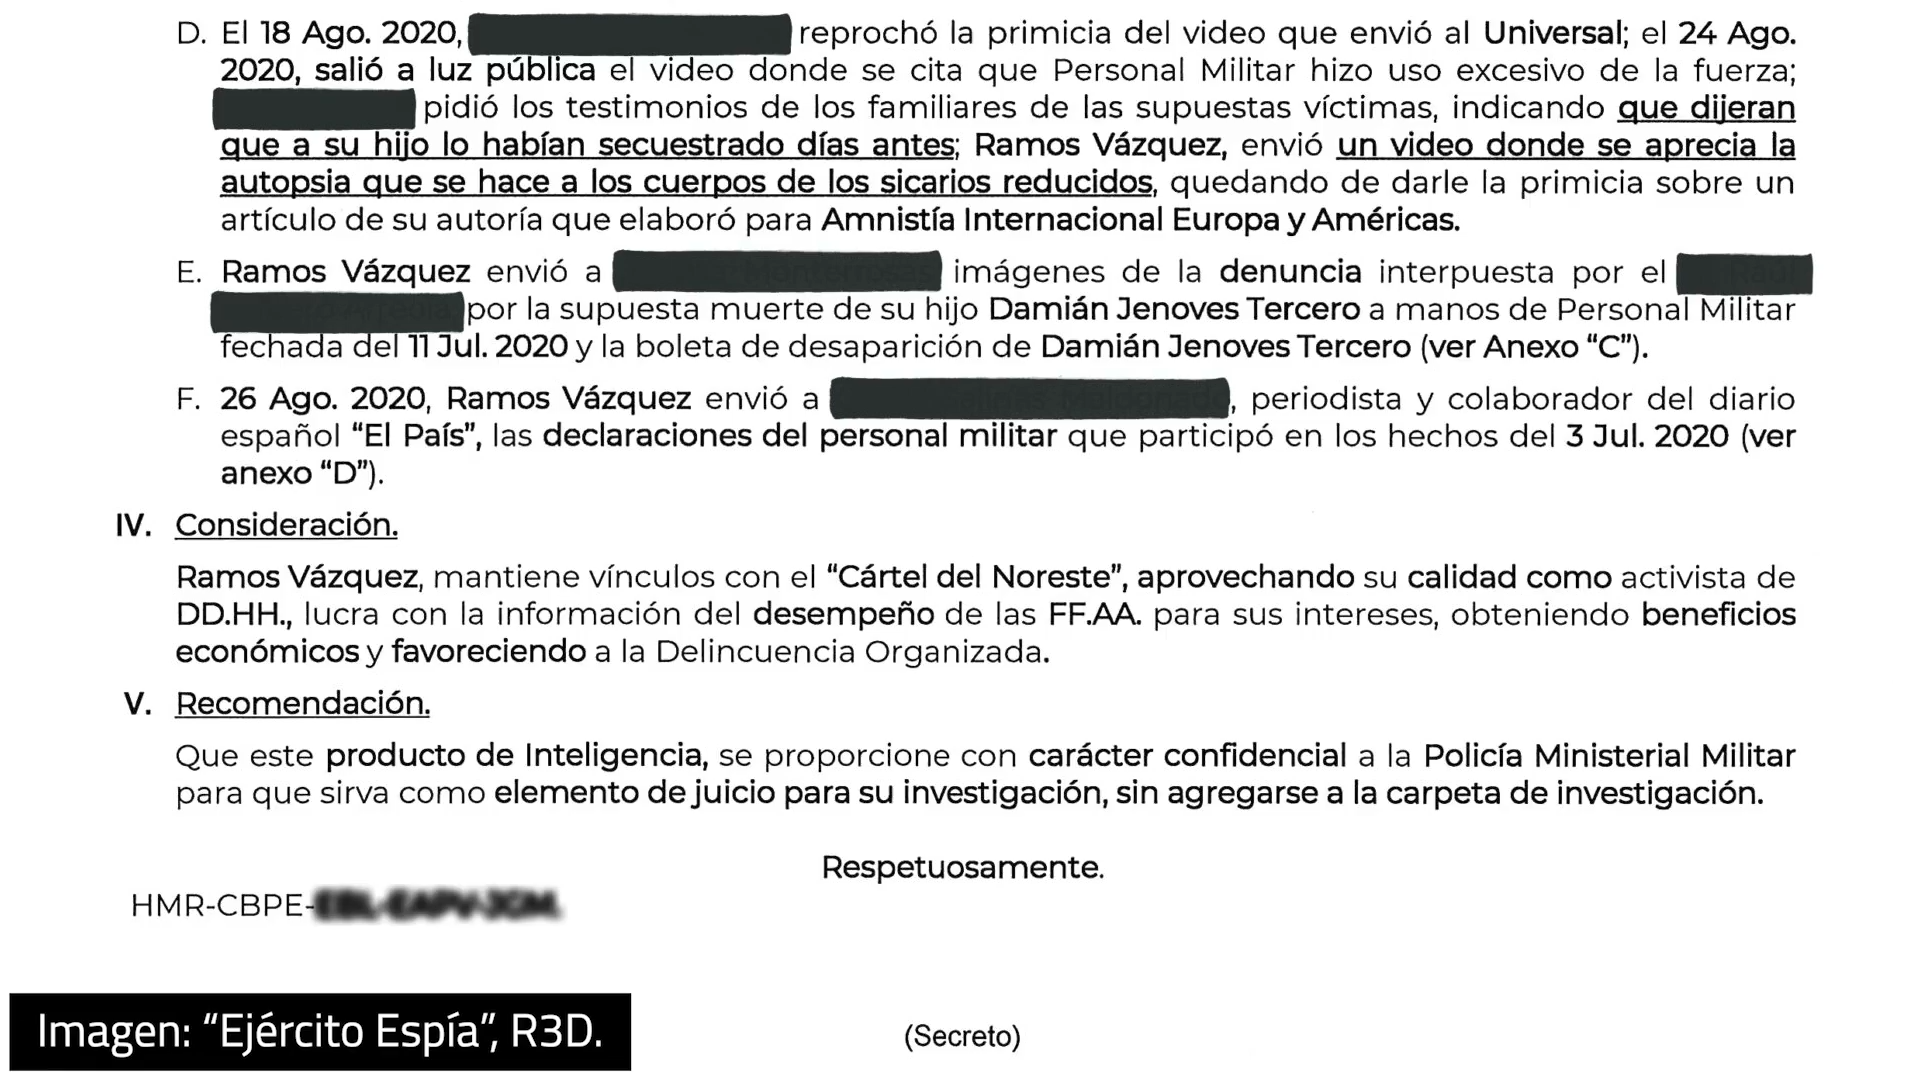 D. El 18 Ago. 2020, reprochó la primicia del video que envió al Universal; el 24 Ago.
2020, salió a luz pública el video donde se cita que Personal Militar hizo uso excesivo de la fuerza;
pidió los testimonios de los familiares de las supuestas víctimas, indicando que dijeran
que a su hijo lo habían secuestrado días antes; Ramos Vázquez, envió un video donde se aprecia la
autopsia que se hace a los cuerpos de los sicarios reducidos, quedando de darle la primicia sobre un
artículo de su autoría que elaboró para Amnistía Internacional Europa y Américas.
E. Ramos Vázquez envió a imágenes de la denuncia interpuesta por el
por la supuesta muerte de su hijo Damián Jenoves Tercero a manos de Personal Militar
fechada del 11 Jul. 2020 y la boleta de desaparición de Damián Jenoves Tercero (ver Anexo “C”).
F. 26 Ago. 2020, Ramos Vázquez envió a , periodista y colaborador del diario
español “El País”, las declaraciones del personal militar que participó en los hechos del 3 Jul. 2020 (ver
anexo “D”).
IV. Consideración.
Ramos Vázquez, mantiene vínculos con el “Cártel del Noreste”, aprovechando su calidad como activista de
DD.HH., lucra con la información del desempeño de las FF.AA. para sus intereses, obteniendo beneficios
económicos y favoreciendo a la Delincuencia Organizada.
V. Recomendación.
Que este producto de Inteligencia, se proporcione con carácter confidencial a la Policía Ministerial Militar
para que sirva como elemento de juicio para su investigación, sin agregarse a la carpeta de investigación.
Respetuosamente.
HMR-CBPE-
Imagen: “Ejército Espía”, R3D.
(Secreto)